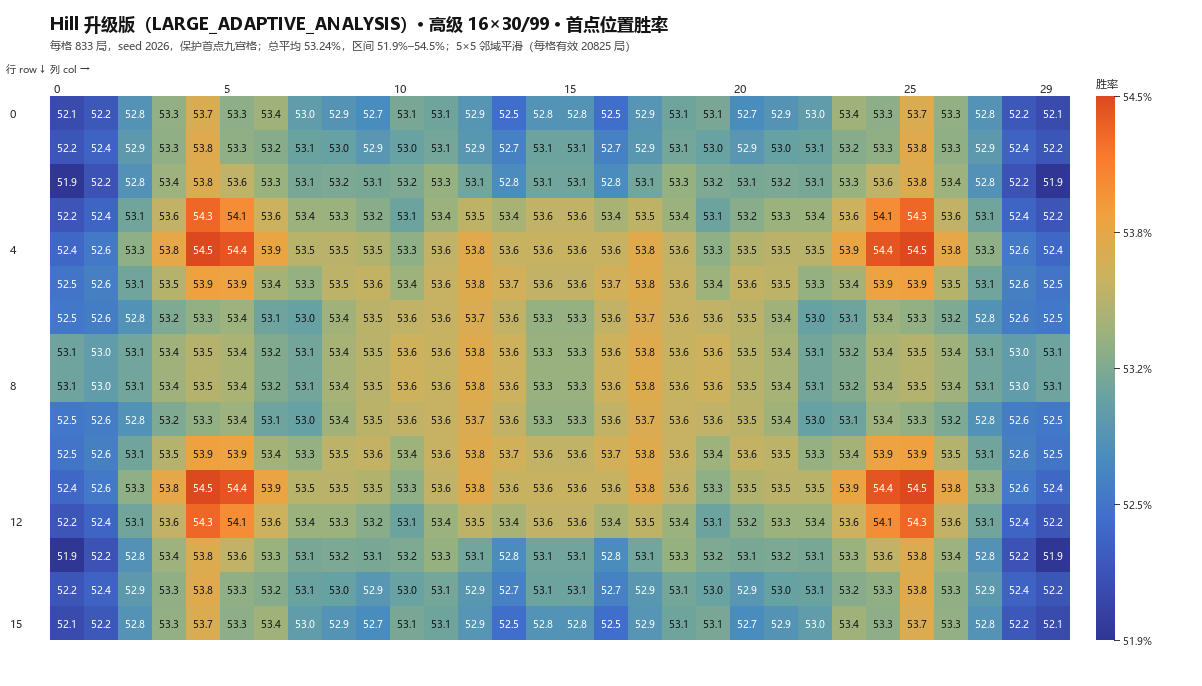 Hill 升级版（LARGE_ADAPTIVE_ANALYSIS）• 高级 16×30/99 • 首点位置胜率
每格 833 局，seed 2026，保护首点九宫格；总平均 53.24%，区间 51.9%–54.5%；5×5 邻域平滑（每格有效 20825 局）
行 row ↓ 列 col →
胜率
0 5 10 15 20 25 29
0 52.1 52.2 52.8 53.3 53.7 53.3 53.4 53.0 52.9 52.7 53.1 53.1 52.9 52.5 52.8 52.8 52.5 52.9 53.1 53.1 52.7 52.9 53.0 53.4 53.3 53.7 53.3 52.8 52.2 52.1 54.5%
52.2 52.4 52.9 53.3 53.8 53.3 53.2 53.1 53.0 52.9 53.0 53.1 52.9 52.7 53.1 53.1 52.7 52.9 53.1 53.0 52.9 53.0 53.1 53.2 53.3 53.8 53.3 52.9 52.4 52.2
51.9 52.2 52.8 53.4 53.8 53.6 53.3 53.1 53.2 53.1 53.2 53.3 53.1 52.8 53.1 53.1 52.8 53.1 53.3 53.2 53.1 53.2 53.1 53.3 53.6 53.8 53.4 52.8 52.2 51.9
52.2 52.4 53.1 53.6 54.3 54.1 53.6 53.4 53.3 53.2 53.1 53.4 53.5 53.4 53.6 53.6 53.4 53.5 53.4 53.1 53.2 53.3 53.4 53.6 54.1 54.3 53.6 53.1 52.4 52.2
4 52.4 52.6 53.3 53.8 54.5 54.4 53.9 53.5 53.5 53.5 53.3 53.6 53.8 53.6 53.6 53.6 53.6 53.8 53.6 53.3 53.5 53.5 53.5 53.9 54.4 54.5 53.8 53.3 52.6 52.4 53.8%
52.5 52.6 53.1 53.5 53.9 53.9 53.4 53.3 53.5 53.6 53.4 53.6 53.8 53.7 53.6 53.6 53.7 53.8 53.6 53.4 53.6 53.5 53.3 53.4 53.9 53.9 53.5 53.1 52.6 52.5
52.5 52.6 52.8 53.2 53.3 53.4 53.1 53.0 53.4 53.5 53.6 53.6 53.7 53.6 53.3 53.3 53.6 53.7 53.6 53.6 53.5 53.4 53.0 53.1 53.4 53.3 53.2 52.8 52.6 52.5
53.1 53.0 53.1 53.4 53.5 53.4 53.2 53.1 53.4 53.5 53.6 53.6 53.8 53.6 53.3 53.3 53.6 53.8 53.6 53.6 53.5 53.4 53.1 53.2 53.4 53.5 53.4 53.1 53.0 53.1 53.2%
8 53.1 53.0 53.1 53.4 53.5 53.4 53.2 53.1 53.4 53.5 53.6 53.6 53.8 53.6 53.3 53.3 53.6 53.8 53.6 53.6 53.5 53.4 53.1 53.2 53.4 53.5 53.4 53.1 53.0 53.1
52.5 52.6 52.8 53.2 53.3 53.4 53.1 53.0 53.4 53.5 53.6 53.6 53.7 53.6 53.3 53.3 53.6 53.7 53.6 53.6 53.5 53.4 53.0 53.1 53.4 53.3 53.2 52.8 52.6 52.5
52.5 52.6 53.1 53.5 53.9 53.9 53.4 53.3 53.5 53.6 53.4 53.6 53.8 53.7 53.6 53.6 53.7 53.8 53.6 53.4 53.6 53.5 53.3 53.4 53.9 53.9 53.5 53.1 52.6 52.5
52.4 52.6 53.3 53.8 54.5 54.4 53.9 53.5 53.5 53.5 53.3 53.6 53.8 53.6 53.6 53.6 53.6 53.8 53.6 53.3 53.5 53.5 53.5 53.9 54.4 54.5 53.8 53.3 52.6 52.4 52.5%
12 52.2 52.4 53.1 53.6 54.3 54.1 53.6 53.4 53.3 53.2 53.1 53.4 53.5 53.4 53.6 53.6 53.4 53.5 53.4 53.1 53.2 53.3 53.4 53.6 54.1 54.3 53.6 53.1 52.4 52.2
51.9 52.2 52.8 53.4 53.8 53.6 53.3 53.1 53.2 53.1 53.2 53.3 53.1 52.8 53.1 53.1 52.8 53.1 53.3 53.2 53.1 53.2 53.1 53.3 53.6 53.8 53.4 52.8 52.2 51.9
52.2 52.4 52.9 53.3 53.8 53.3 53.2 53.1 53.0 52.9 53.0 53.1 52.9 52.7 53.1 53.1 52.7 52.9 53.1 53.0 52.9 53.0 53.1 53.2 53.3 53.8 53.3 52.9 52.4 52.2
15 52.1 52.2 52.8 53.3 53.7 53.3 53.4 53.0 52.9 52.7 53.1 53.1 52.9 52.5 52.8 52.8 52.5 52.9 53.1 53.1 52.7 52.9 53.0 53.4 53.3 53.7 53.3 52.8 52.2 52.1 51.9%